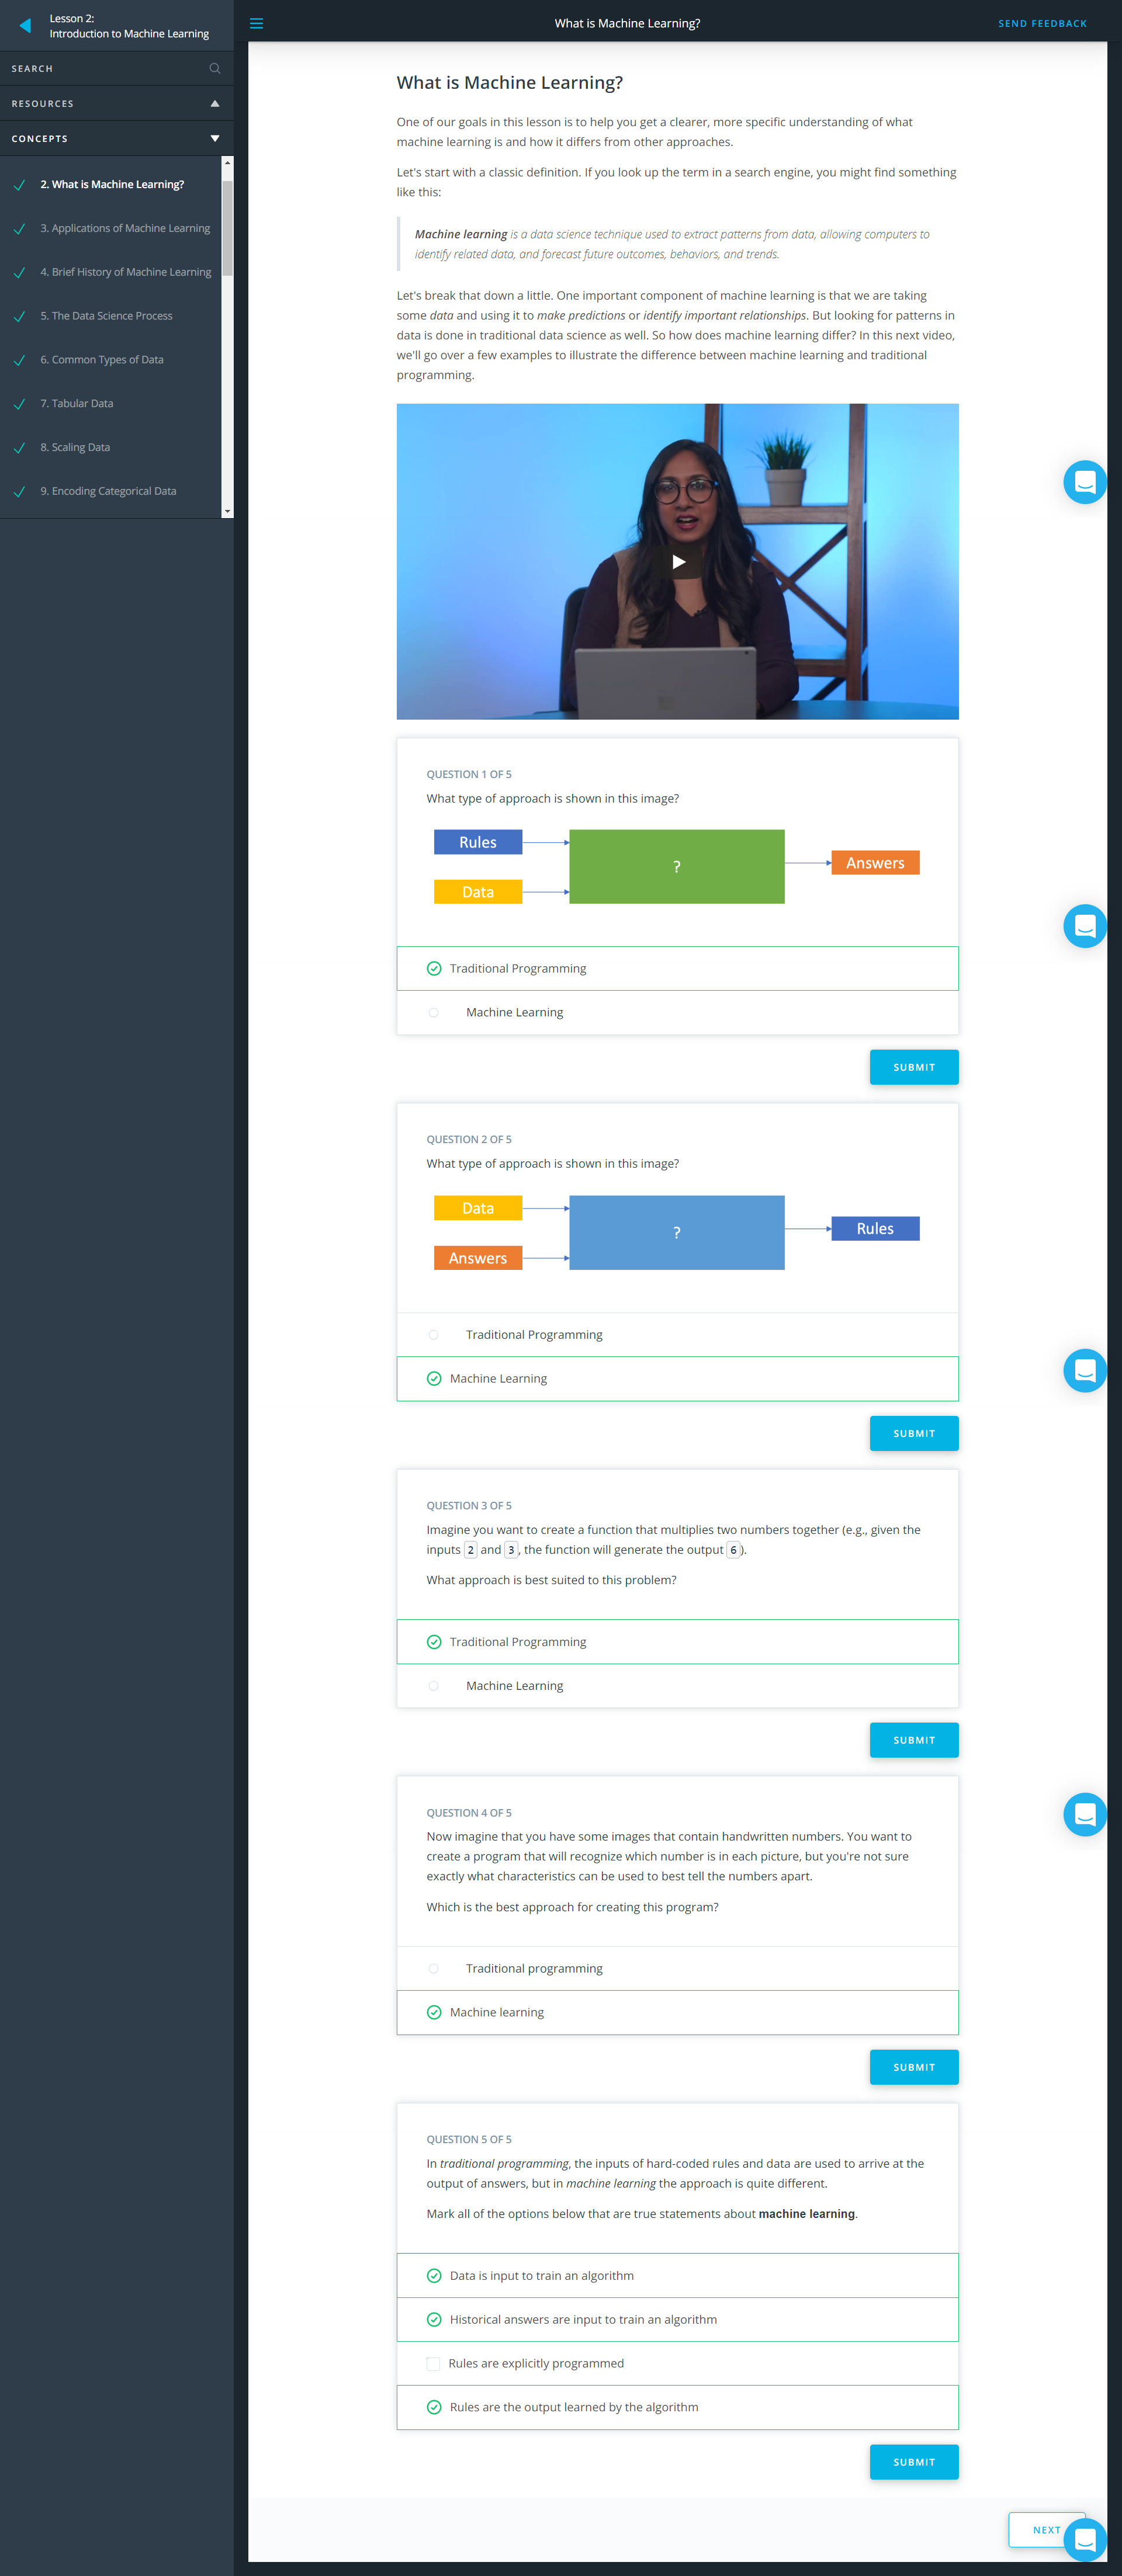 Lesson 2:
Introduction to Machine Learning
SEARCH
RESOURCES
CONCEPTS
2. What is Machine Learning?
3. Applications of Machine Learning
4. Brief History of Machine Learning
5. The Data Science Process
6. Common Types of Data
7. Tabular Data
8. Scaling Data
9. Encoding Categorical Data
What is Machine Learning?
SEND FEEDBACK
What is Machine Learning?
One of our goals in this lesson is to help you get a clearer, more specific understanding of what
machine learning is and how it differs from other approaches.
Let's start with a classic definition. If you look up the term in a search engine, you might find something
like this:
Machine learning is a data science technique used to extract patterns from data, allowing computers to
identify related data, and forecast future outcomes, behaviors, and trends.
Let's break that down a little. One important component of machine learning is that we are taking
some data and using it to make predictions or identify important relationships. But looking for patterns in
data is done in traditional data science as well. So how does machine learning differ? In this next video,
we'll go over a few examples to illustrate the difference between machine learning and traditional
programming.
QUESTION 1 OF 5
What type of approach is shown in this image?
Rules
Data
?
Answers
Traditional Programming
Machine Learning
SUBMIT
QUESTION 2 OF 5
What type of approach is shown in this image?
Data
Answers
?
Rules
Traditional Programming
Machine Learning
SUBMIT
QUESTION 3 OF 5
Imagine you want to create a function that multiplies two numbers together (e.g., given the
inputs 2 and 3, the function will generate the output 6).
What approach is best suited to this problem?
Traditional Programming
Machine Learning
SUBMIT
QUESTION 4 OF 5
Now imagine that you have some images that contain handwritten numbers. You want to
create a program that will recognize which number is in each picture, but you're not sure
exactly what characteristics can be used to best tell the numbers apart.
Which is the best approach for creating this program?
Traditional programming
Machine learning
SUBMIT
QUESTION 5 OF 5
In traditional programming, the inputs of hard-coded rules and data are used to arrive at the
output of answers, but in machine learning the approach is quite different.
Mark all of the options below that are true statements about machine learning.
Data is input to train an algorithm
Historical answers are input to train an algorithm
Rules are explicitly programmed
Rules are the output learned by the algorithm
SUBMIT
NEXT